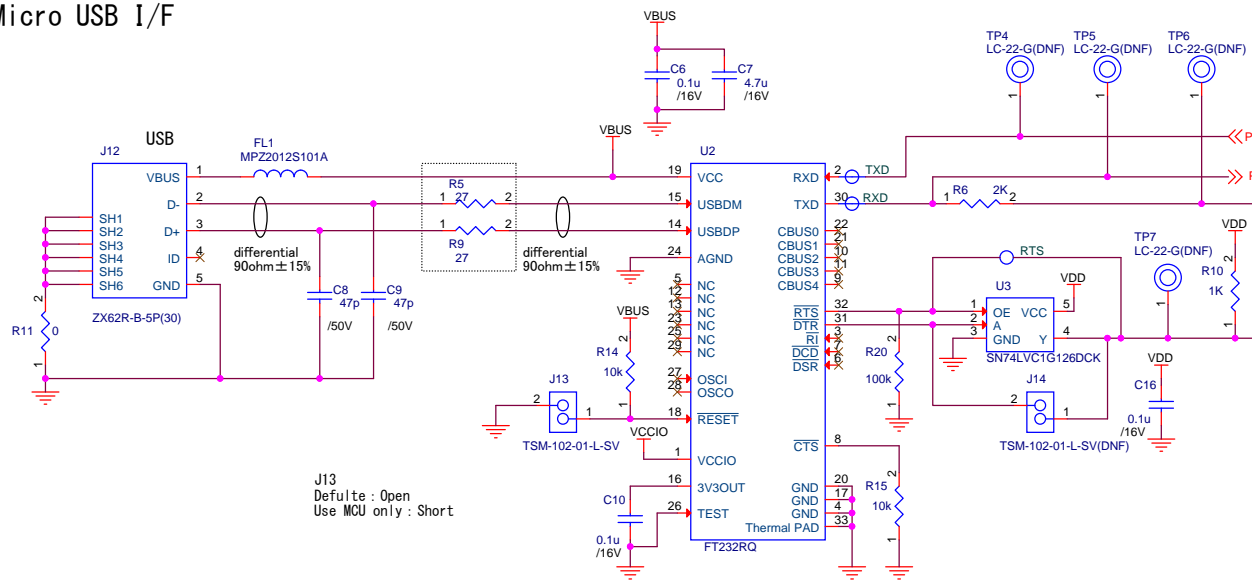 Micro USB I/F
VBUS
C6
0.1u
/16V
C7
4.7u
/16V
TP4
LC-22-G(DNF)
1
TP5
LC-22-G(DNF)
1
TP6
LC-22-G(DNF)
1
USB
J12
VBUS 1
D- 2
D+ 3
ID 4
GND 5
SH1
SH2
SH3
SH4
SH5
SH6
ZX62R-B-5P(30)
R11 0
2
1
FL1
MPZ2012S101A
differential
90ohm±15%
C8
47p
/50V
C9
47p
/50V
R5
27
1 2
R9
27
1 2
differential
90ohm±15%
VBUS
U2
19 VCC
15 USBDM
14 USBDP
24 AGND
5 NC
12 NC
13 NC
23 NC
25 NC
29 NC
27 OSCI
28 OSCO
18 RESET
1 VCCIO
16 3V3OUT
26 TEST
RXD 2
TXD 30
CBUS0 22
CBUS1 21
CBUS2 10
CBUS3 11
CBUS4 9
RTS 32
DTR 31
RI 3
DCD 7
DSR 6
CTS 8
GND 20
GND 17
GND 4
Thermal PAD 33
FT232RQ
VBUS
R14
10k
2
1
J13
2
1
TSM-102-01-L-SV
VCCIO
C10
0.1u
/16V
J13
Defulte : Open
Use MCU only : Short
TXD
RXD
P
R6 2K
1 2
RTS
TP7
LC-22-G(DNF)
1
VDD
R10
1K
2
1
U3
VDD
1 OE
2 A
3 GND
VCC 5
Y 4
SN74LVC1G126DCK
R20
100k
2
1
J14
2
1
TSM-102-01-L-SV(DNF)
VDD
C16
0.1u
/16V
R15
10k
2
1